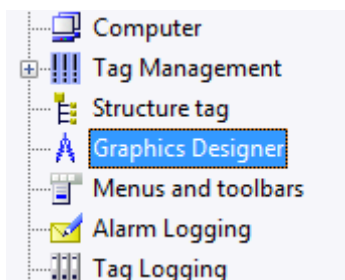 Computer
Tag Management
Structure tag
Graphics Designer
Menus and toolbars
Alarm Logging
Tag Logging